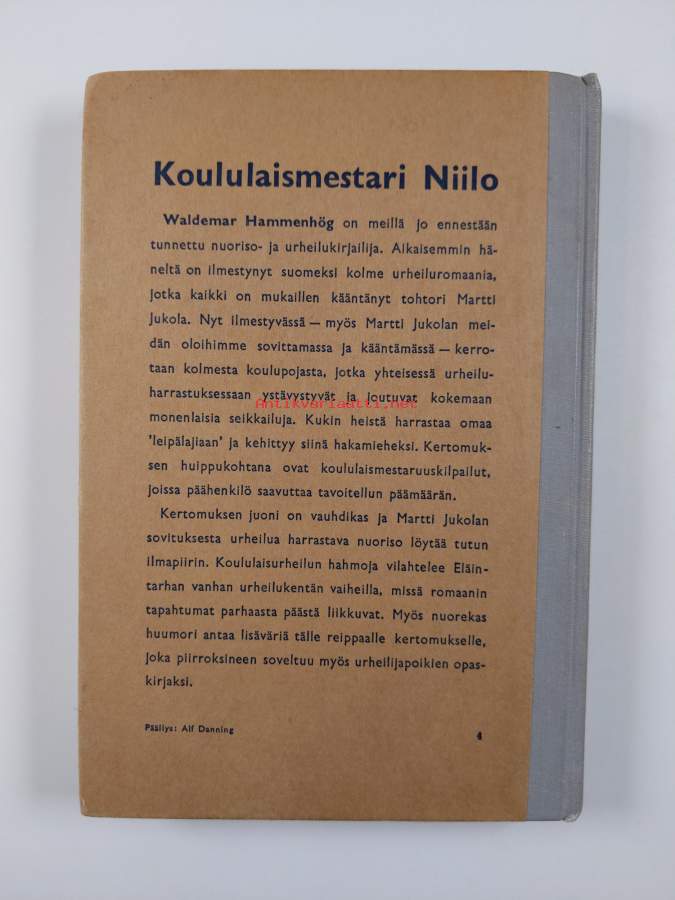 Koululaismestari Niilo
Waldemar Hammenhög on meillä jo ennestään
tunnettu nuoriso- ja urheilukirjailija. Aikaisemmin hä-
neltä on ilmestynyt suomeksi kolme urheiluromaania,
jotka kaikki on mukaillen kääntänyt tohtori Martti
Jukola. Nyt ilmestyvässä — myös Martti Jukolan mei-
dän oloihimme sovittamassa ja kääntämässä — kerro-
taan kolmesta koulupojasta, jotka yhteisessä urheilu-
harrastuksessaan ystävystyvät ja joutuvat kokemaan
Antikvariaatti.net
monenlaisia seikkailuja. Kukin heistä harrastaa omaa
'leipälajiaan' ja kehittyy siinä hakamieheksi. Kertomuk-
sen huippukohtana ovat koululaismestaruuskilpailut,
joissa päähenkilö saavuttaa tavoitellun päämäärän.
Kertomuksen juoni on vauhdikas ja Martti Jukolan
sovituksesta urheilua harrastava nuoriso löytää tutun
ilmapiirin. Koululaisurheilun hahmoja vilahtelee Eläin-
tarhan vanhan urheilukentän vaiheilla, missä romaanin
tapahtumat parhaasta päästä liikkuvat. Myös nuorekas
huumori antaa lisäväriä tälle reippaalle kertomukselle,
joka piirroksineen soveltuu myös urheilijapoikien opas-
kirjaksi.
Päällys: Alf Danning
4